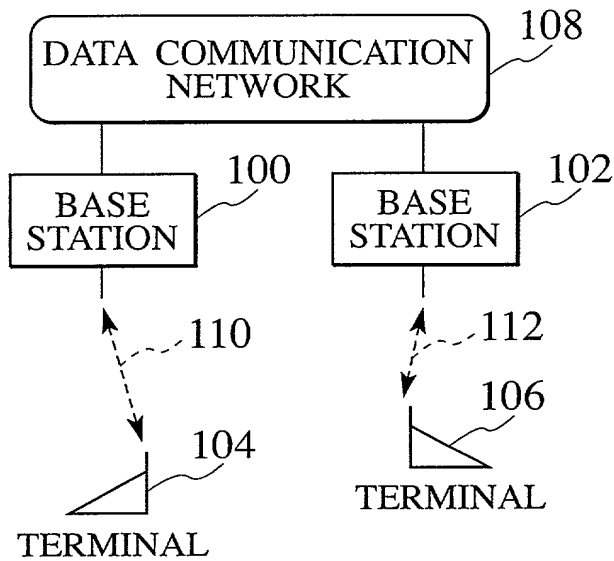 108
DATA COMMUNICATION
NETWORK
100
102
BASE
STATION
BASE
STATION
110
112
104
106
TERMINAL
TERMINAL